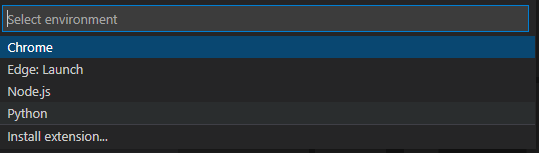 Select environment
Chrome
Edge: Launch
Node.js
Python
Install extension...